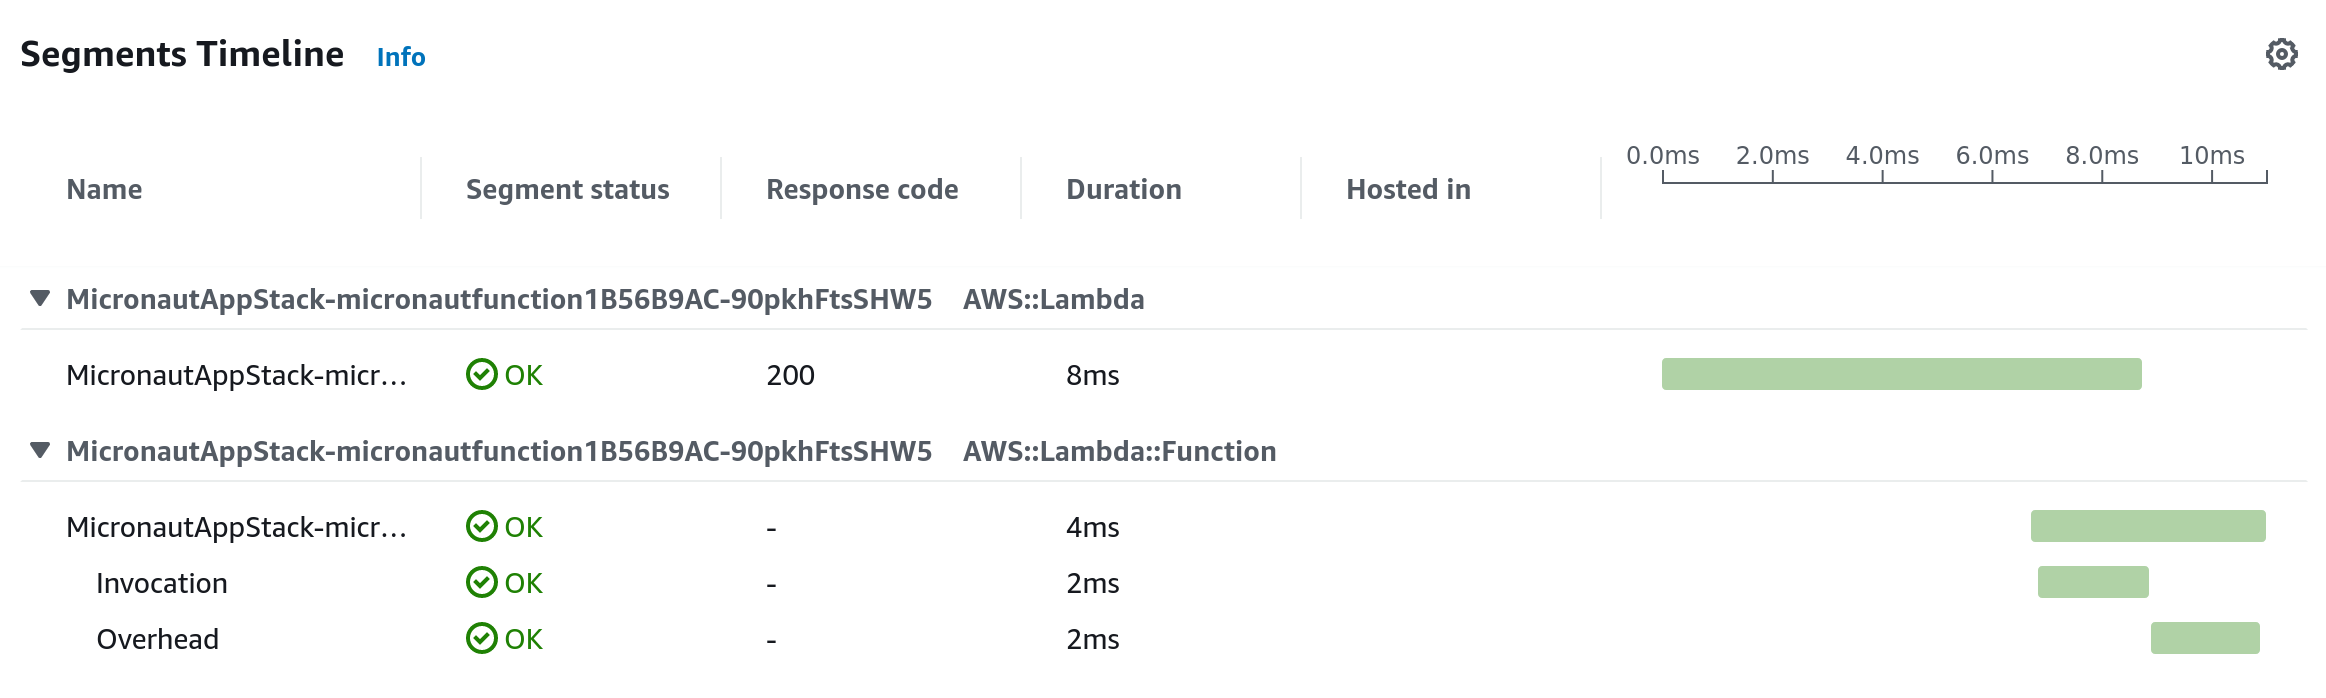 Segments Timeline Info
0.0ms 2.0ms 4.0ms 6.0ms 8.0ms 10ms
Name Segment status Response code Duration Hosted in
MicronautAppStack-micronautfunction1B56B9AC-90pkhFtsSHW5 AWS::Lambda
MicronautAppStack-micr... OK 200 8ms
MicronautAppStack-micronautfunction1B56B9AC-90pkhFtsSHW5 AWS::Lambda::Function
MicronautAppStack-micr... OK - 4ms
Invocation OK - 2ms
Overhead OK - 2ms